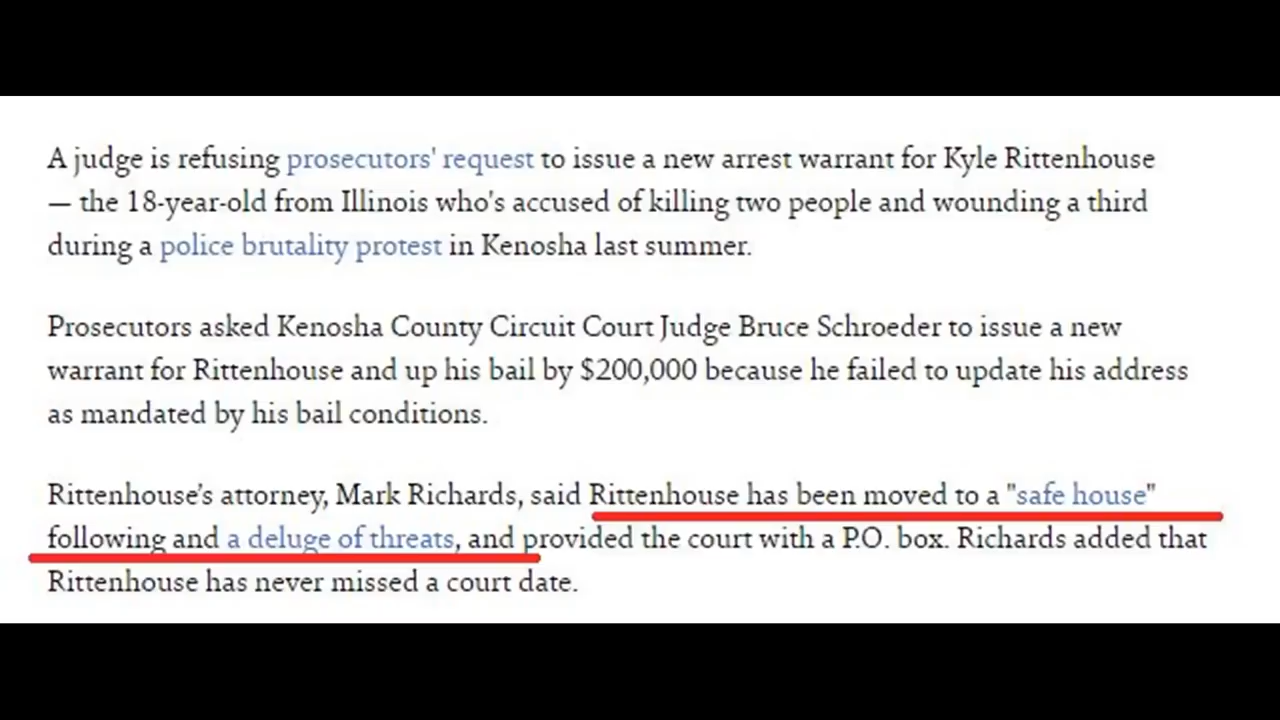 A judge is refusing prosecutors' request to issue a new arrest warrant for Kyle Rittenhouse
— the 18-year-old from Illinois who's accused of killing two people and wounding a third
during a police brutality protest in Kenosha last summer.
Prosecutors asked Kenosha County Circuit Court Judge Bruce Schroeder to issue a new
warrant for Rittenhouse and up his bail by $200,000 because he failed to update his address
as mandated by his bail conditions.
Rittenhouse’s attorney, Mark Richards, said Rittenhouse has been moved to a "safe house"
following and a deluge of threats, and provided the court with a P.O. box. Richards added that
Rittenhouse has never missed a court date.